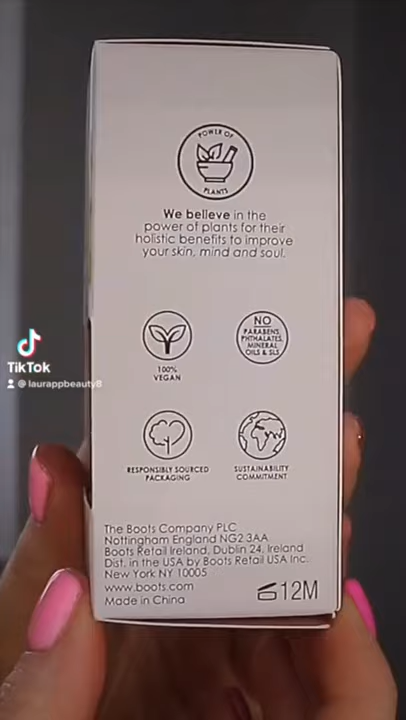 POWER OF
PLANTS
We believe in the
power of plants for their
holistic benefits to improve
your skin, mind and soul.
100%
VEGAN
NO
PARABENS,
PHTHALATES,
MINERAL
OILS & SLS
RESPONSIBLY SOURCED
PACKAGING
SUSTAINABILITY
COMMITMENT
TikTok
@laurappbeauty8
The Boots Company PLC
Nottingham England NG2 3AA
Boots Retail Ireland, Dublin 24, Ireland
Dist. in the USA by Boots Retail USA Inc.
New York NY 10005
www.boots.com
Made in China
12M